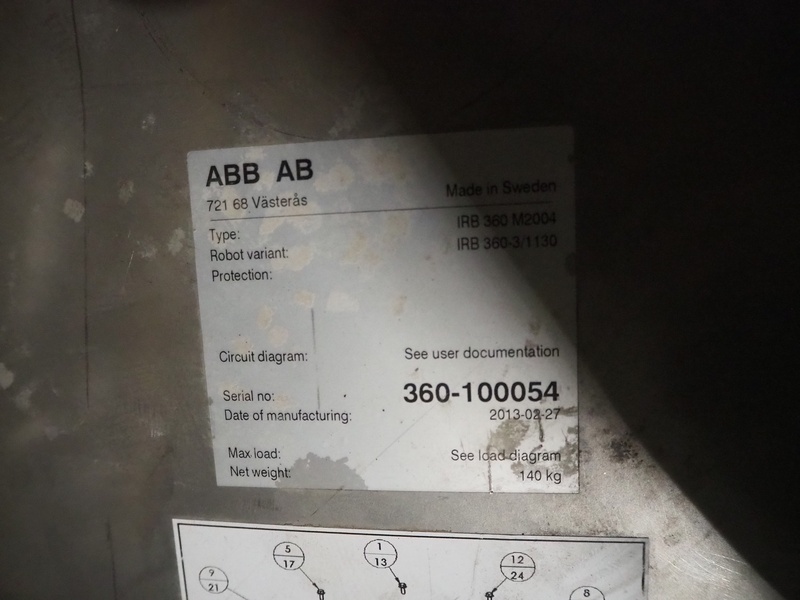 ABB AB
721 68 Västerås
Made in Sweden
Type: IRB 360 M2004
Robot variant: IRB 360-3/1130
Protection:
Circuit diagram: See user documentation
Serial no: 360-100054
Date of manufacturing: 2013-02-27
Max load: See load diagram
Net weight: 140 kg
5 1 12
17 13 24
9 8
21